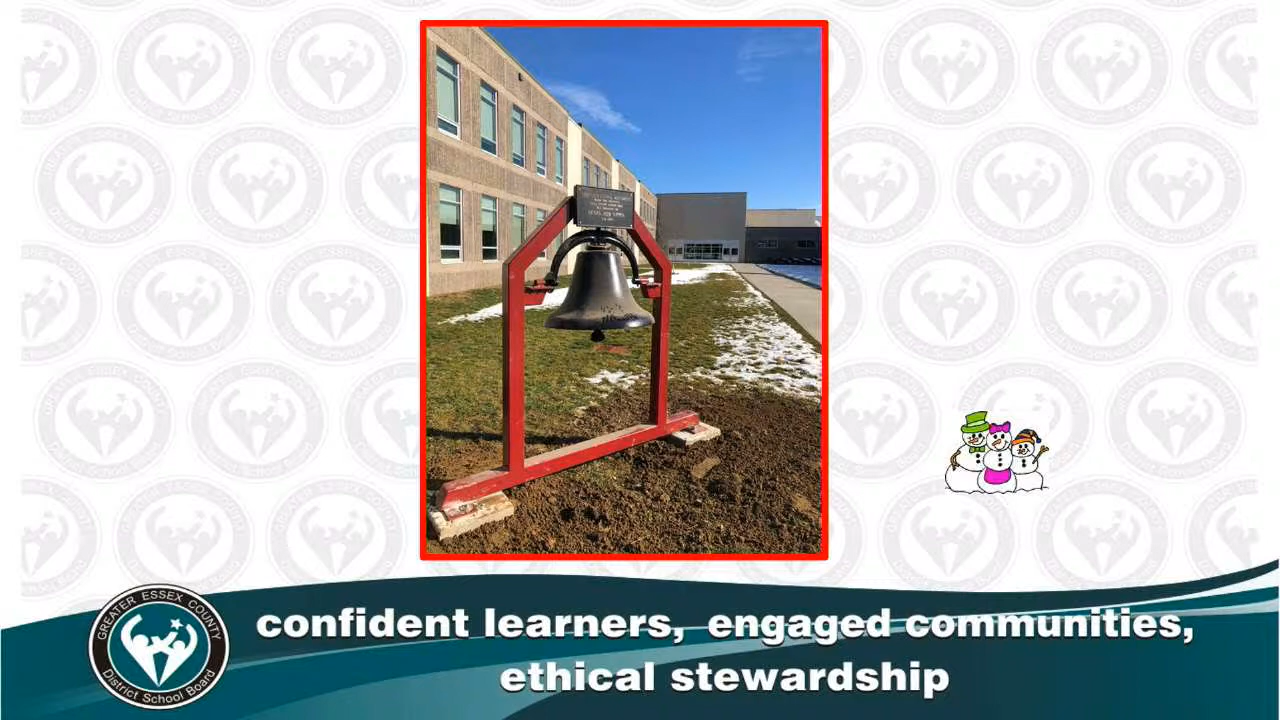 GREATER ESSEX COUNTY
District School Board
confident learners, engaged communities,
ethical stewardship